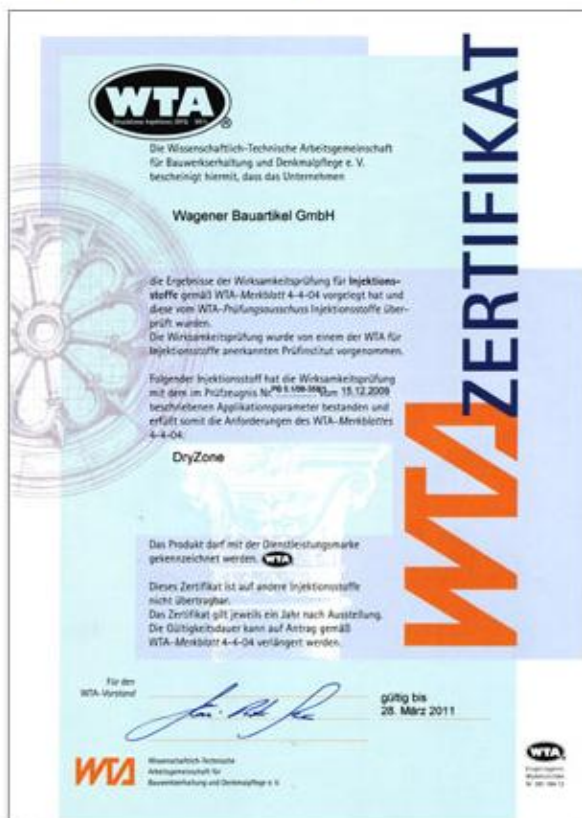 WTA
®
ZERTIFIKAT
WTA
Die Wissenschaftlich-Technische Arbeitsgemeinschaft
für Bauwerkserhaltung und Denkmalpflege e. V.
bescheinigt hiermit, dass das Unternehmen
Wagener Bauartikel GmbH
die Ergebnisse der Wirksamkeitsprüfung für Injektions-
stoffe gemäß WTA-Merkblatt 4-4-04 vorgelegt hat und
diese vom WTA-Prüfungsausschuss Injektionsstoffe über-
prüft wurden.
Die Wirksamkeitsprüfung wurde von einem der WTA für
Injektionsstoffe anerkannten Prüfinstitut vorgenommen.
Folgender Injektionsstoff hat die Wirksamkeitsprüfung
mit dem im Prüfzeugnis Nr. vom 15.12.2009
beschriebenen Applikationsparameter bestanden und
erfüllt somit die Anforderungen des WTA-Merkblattes
4-4-04:
DryZone
Das Produkt darf mit der Dienstleistungsmarke
gekennzeichnet werden. WTA
Dieses Zertifikat ist auf andere Injektionsstoffe
nicht übertragbar.
Das Zertifikat gilt jeweils ein Jahr nach Ausstellung.
Die Gültigkeitsdauer kann auf Antrag gemäß
WTA-Merkblatt 4-4-04 verlängert werden.
Für den
WTA-Vorstand
gültig bis
28. März 2011
WTA
Wissenschaftlich-Technische
Arbeitsgemeinschaft für
Bauwerkserhaltung und Denkmalpflege e. V.
WTA